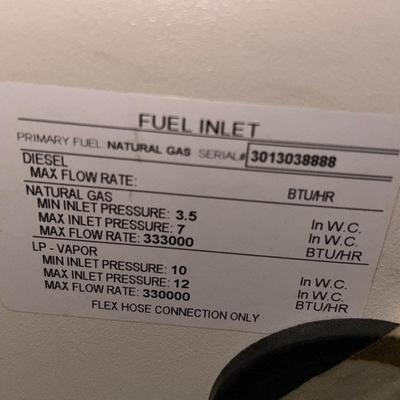 FUEL INLET
PRIMARY FUEL NATURAL GAS SERIAL# 3013038888
DIESEL
MAX FLOW RATE: BTU/HR
NATURAL GAS
MIN INLET PRESSURE: 3.5 In W.C.
MAX INLET PRESSURE: 7 In W.C.
MAX FLOW RATE: 333000 BTU/HR
LP - VAPOR
MIN INLET PRESSURE: 10 In W.C.
MAX INLET PRESSURE: 12 In W.C.
MAX FLOW RATE: 330000 BTU/HR
FLEX HOSE CONNECTION ONLY